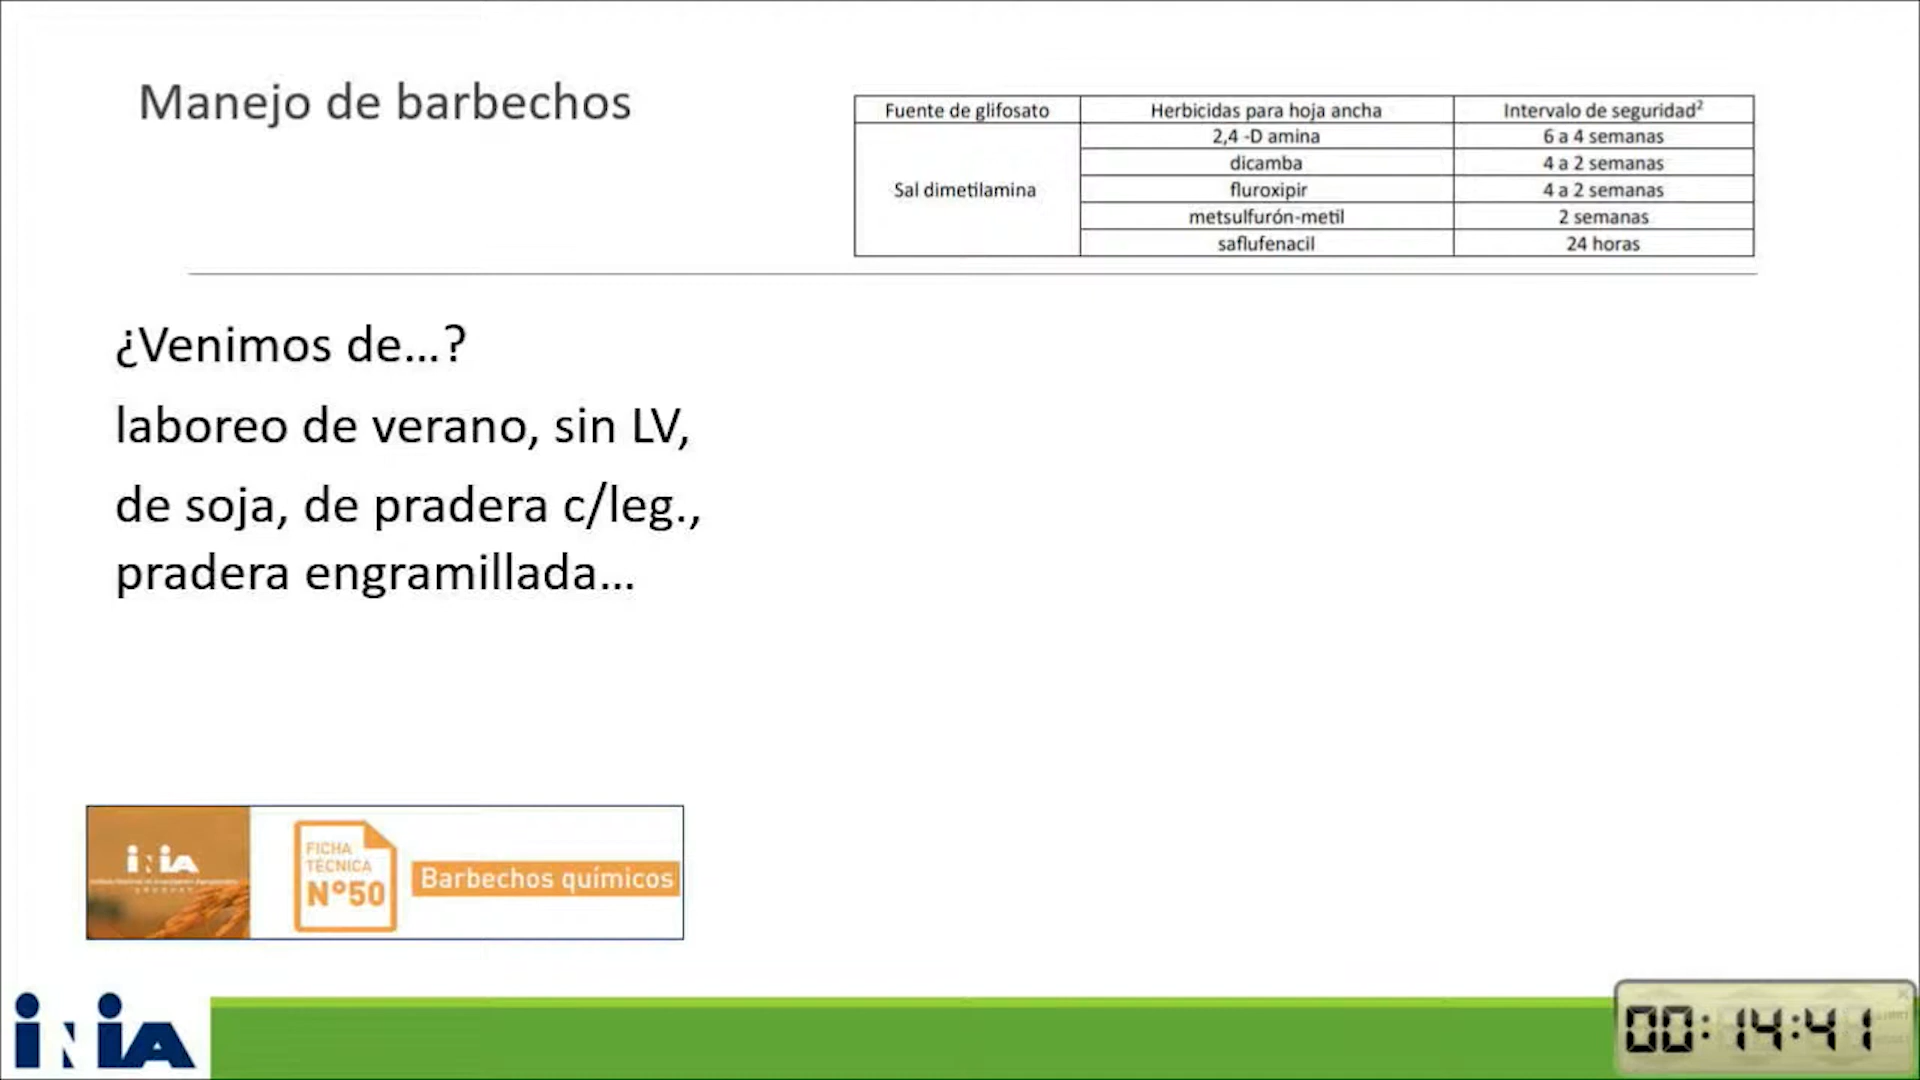 Manejo de barbechos
Fuente de glifosato Herbicidas para hoja ancha Intervalo de seguridad²
2,4 -D amina 6 a 4 semanas
dicamba 4 a 2 semanas
Sal dimetilamina fluroxipir 4 a 2 semanas
metsulfurón-metil 2 semanas
saflufenacil 24 horas
¿Venimos de...?
laboreo de verano, sin LV,
de soja, de pradera c/leg.,
pradera engramillada...
inia
FICHA
TÉCNICA
N°50
Barbechos químicos
inia
00:14:41